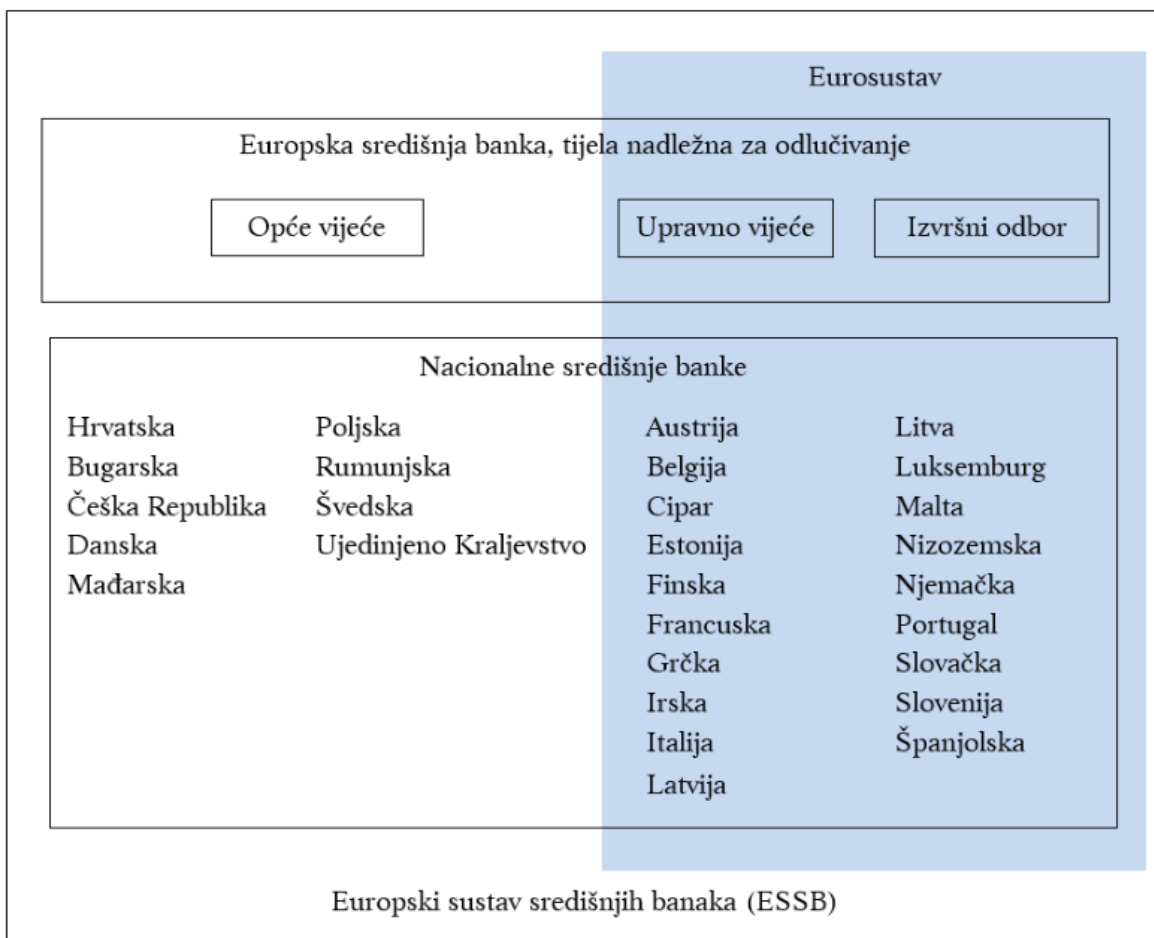 Eurosustav
Europska središnja banka, tijela nadležna za odlučivanje
Opće vijeće
Upravno vijeće
Izvršni odbor
Nacionalne središnje banke
Hrvatska
Bugarska
Češka Republika
Danska
Mađarska
Poljska
Rumunjska
Švedska
Ujedinjeno Kraljevstvo
Austrija
Belgija
Cipar
Estonija
Finska
Francuska
Grčka
Irska
Italija
Latvija
Litva
Luksemburg
Malta
Nizozemska
Njemačka
Portugal
Slovačka
Slovenija
Španjolska
Europski sustav središnjih banaka (ESSB)